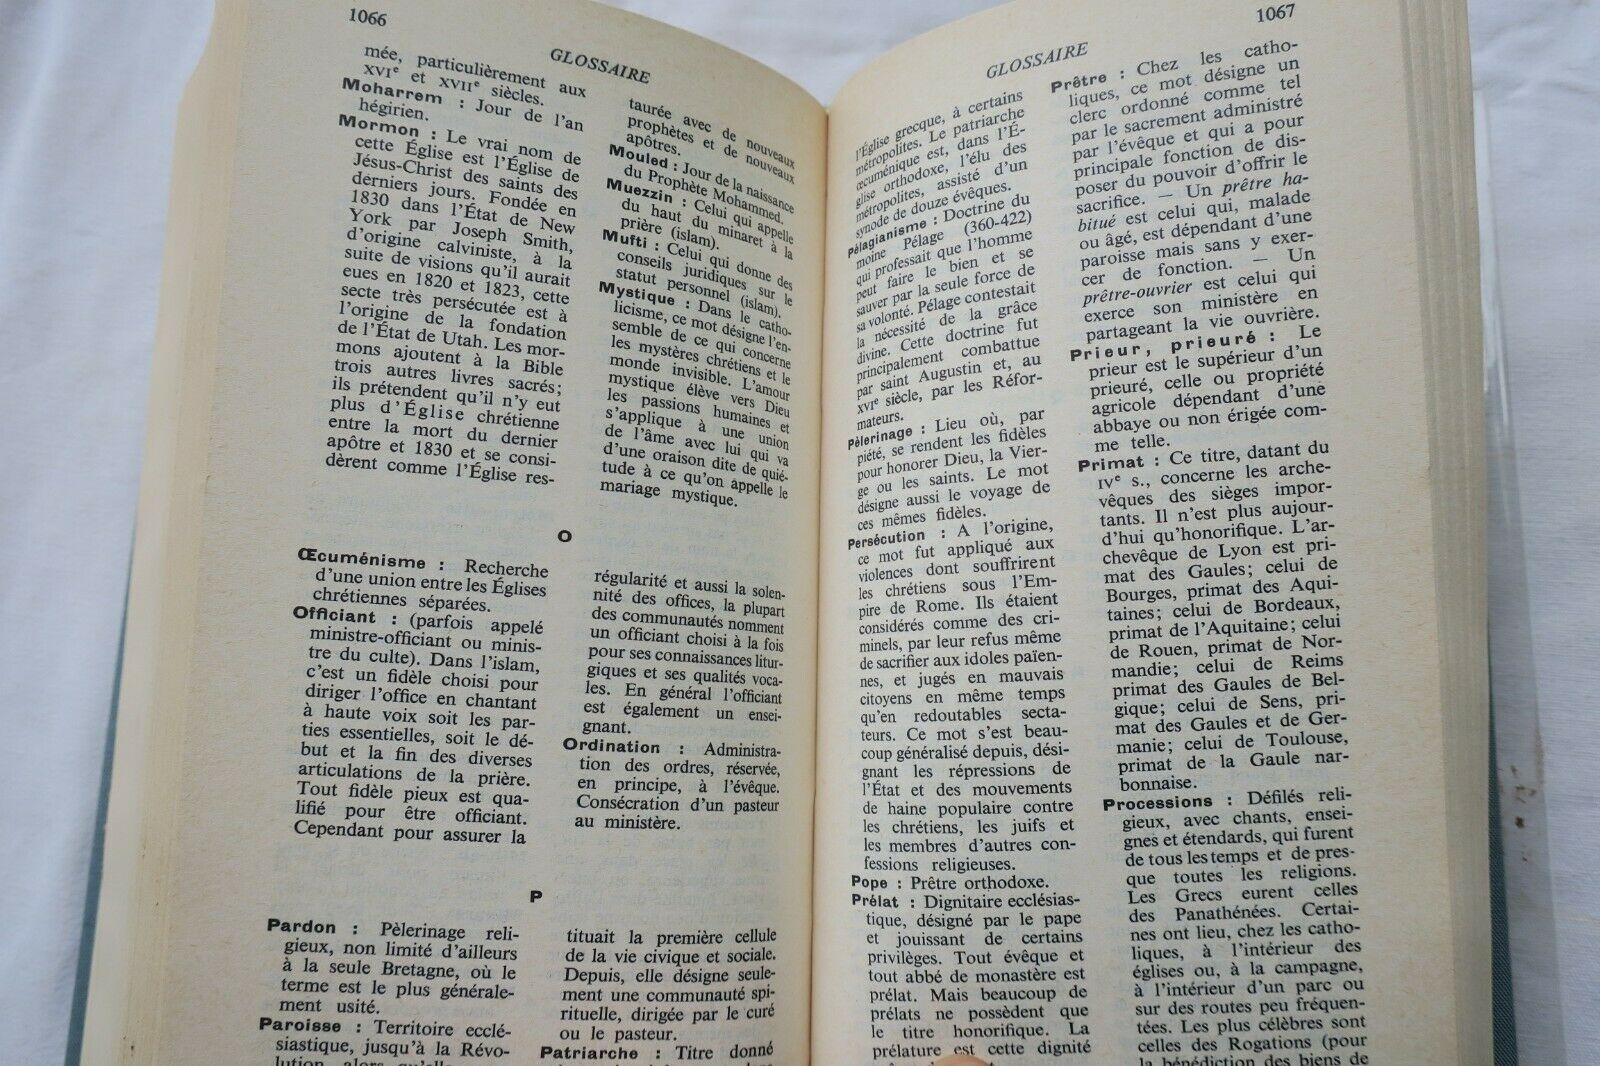 1066
GLOSSAIRE
mée, particulièrement aux
XVIe et XVIIe siècles.
Moharrem : Jour de l'an
hégirien.
Mormon : Le vrai nom de
cette Église est l'Église de
Jésus-Christ des saints des
derniers jours. Fondée en
1830 dans l'État de New
York par Joseph Smith,
d'origine calviniste, à la
suite de visions qu'il aurait
eues en 1820 et 1823, cette
secte très persécutée est à
l'origine de la fondation
de l'État de Utah. Les mor-
mons ajoutent à la Bible
trois autres livres sacrés;
ils prétendent qu'il n'y eut
plus d'Église chrétienne
entre la mort du dernier
apôtre et 1830 et se consi-
dèrent comme l'Église res-
taurée avec de nouveaux
prophètes et de nouveaux
apôtres.
Mouled : Jour de la naissance
du Prophète Mohammed.
Muezzin : Celui qui appelle
du haut du minaret à la
prière (islam).
Mufti : Celui qui donne des
conseils juridiques sur le
statut personnel (islam).
Mystique : Dans le catho-
licisme, ce mot désigne l'en-
semble de ce qui concerne
les mystères chrétiens et le
monde invisible. L'amour
mystique élève vers Dieu
les passions humaines et
s'applique à une union
de l'âme avec lui qui va
d'une oraison dite de quié-
tude à ce qu'on appelle le
mariage mystique.
O
Œcuménisme : Recherche
d'une union entre les Églises
chrétiennes séparées.
Officiant : (parfois appelé
ministre-officiant ou minis-
tre du culte). Dans l'islam,
c'est un fidèle choisi pour
diriger l'office en chantant
à haute voix soit les par-
ties essentielles, soit le dé-
but et la fin des diverses
articulations de la prière.
Tout fidèle pieux est qua-
lifié pour être officiant.
Cependant pour assurer la
régularité et aussi la solen-
nité des offices, la plupart
des communautés nomment
un officiant choisi à la fois
pour ses connaissances litur-
giques et ses qualités voca-
les. En général l'officiant
est également un ensei-
gnant.
Ordination : Administra-
tion des ordres, réservée,
en principe, à l'évêque.
Consécration d'un pasteur
au ministère.
P
Pardon : Pèlerinage reli-
gieux, non limité d'ailleurs
à la seule Bretagne, où le
terme est le plus générale-
ment usité.
Paroisse : Territoire ecclé-
siastique, jusqu'à la Révo-
lution, alors qu'elle
tituait la première cellule
de la vie civique et sociale.
Depuis, elle désigne seule-
ment une communauté spi-
rituelle, dirigée par le curé
ou le pasteur.
Patriarche : Titre donné
1067
GLOSSAIRE
l'Église grecque, à certains
métropolites. Le patriarche
œcuménique est, dans l'É-
glise orthodoxe, l'élu des
métropolites, assisté d'un
synode de douze évêques.
Pélagianisme : Doctrine du
moine Pélage (360-422)
qui professait que l'homme
peut faire le bien et se
sauver par la seule force de
sa volonté. Pélage contestait
la nécessité de la grâce
divine. Cette doctrine fut
principalement combattue
par saint Augustin et, au
XVIe siècle, par les Réfor-
mateurs.
Pèlerinage : Lieu où, par
piété, se rendent les fidèles
pour honorer Dieu, la Vier-
ge ou les saints. Le mot
désigne aussi le voyage de
ces mêmes fidèles.
Persécution : A l'origine,
ce mot fut appliqué aux
violences dont souffrirent
les chrétiens sous l'Em-
pire de Rome. Ils étaient
considérés comme des cri-
minels, par leur refus même
de sacrifier aux idoles païen-
nes, et jugés en mauvais
citoyens en même temps
qu'en redoutables secta-
teurs. Ce mot s'est beau-
coup généralisé depuis, dési-
gnant les répressions de
l'État et des mouvements
de haine populaire contre
les chrétiens, les juifs et
les membres d'autres con-
fessions religieuses.
Pope : Prêtre orthodoxe.
Prélat : Dignitaire ecclésias-
tique, désigné par le pape
et jouissant de certains
privilèges. Tout évêque et
tout abbé de monastère est
prélat. Mais beaucoup de
prélats ne possèdent que
le titre honorifique. La
prélature est cette dignité
Prêtre : Chez les catho-
liques, ce mot désigne un
clerc ordonné comme tel
par le sacrement administré
par l'évêque et qui a pour
principale fonction de dis-
poser du pouvoir d'offrir le
sacrifice. — Un prêtre ha-
bitué est celui qui, malade
ou âgé, est dépendant d'une
paroisse mais sans y exer-
cer de fonction. — Un
prêtre-ouvrier est celui qui
exerce son ministère en
partageant la vie ouvrière.
Prieur, prieuré : Le
prieur est le supérieur d'un
prieuré, celle ou propriété
agricole dépendant d'une
abbaye ou non érigée com-
me telle.
Primat : Ce titre, datant du
IVe s., concerne les arche-
vêques des sièges impor-
tants. Il n'est plus aujour-
d'hui qu'honorifique. L'ar-
chevêque de Lyon est pri-
mat des Gaules; celui de
Bourges, primat des Aqui-
taines; celui de Bordeaux,
primat de l'Aquitaine; celui
de Rouen, primat de Nor-
mandie; celui de Reims
primat des Gaules de Bel-
gique; celui de Sens, pri-
mat des Gaules et de Ger-
manie; celui de Toulouse,
primat de la Gaule nar-
bonnaise.
Processions : Défilés reli-
gieux, avec chants, ensei-
gnes et étendards, qui furent
de tous les temps et de pres-
que toutes les religions.
Les Grecs eurent celles
des Panathénées. Certai-
nes ont lieu, chez les catho-
liques, à l'intérieur des
églises ou, à la campagne,
à l'intérieur d'un parc ou
sur des routes peu fréquen-
tées. Les plus célèbres sont
celles des Rogations (pour
la bénédiction des biens de